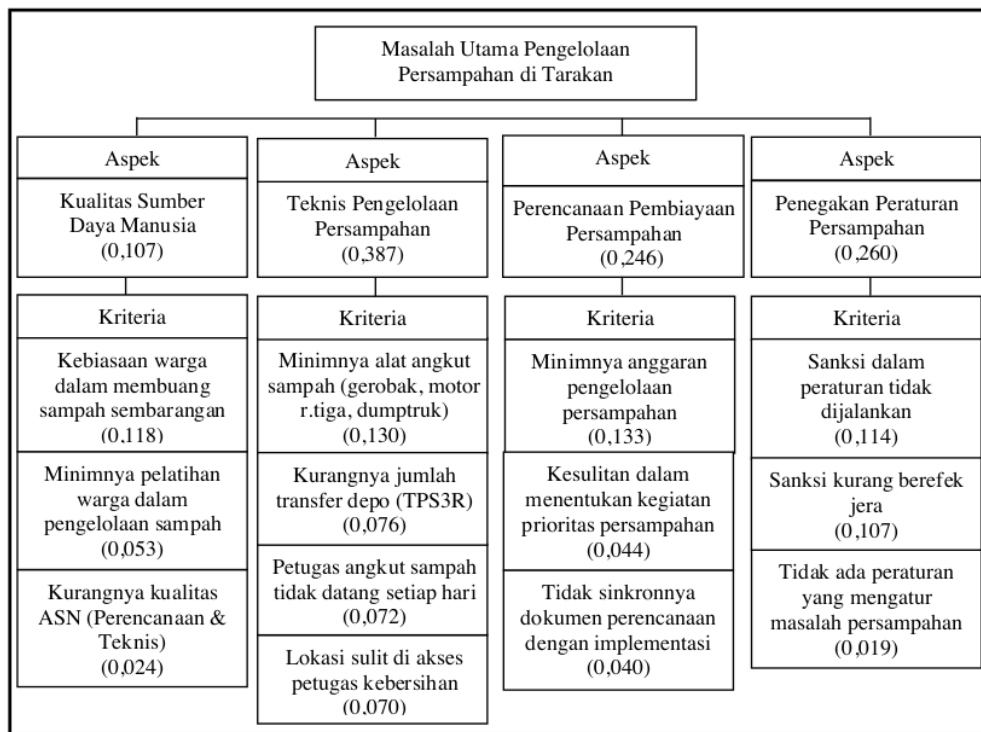 Masalah Utama Pengelolaan
Persampahan di Tarakan
Aspek
Kualitas Sumber
Daya Manusia
(0,107)
Kriteria
Kebiasaan warga
dalam membuang
sampah sembarangan
(0,118)
Minimnya pelatihan
warga dalam
pengelolaan sampah
(0,053)
Kurangnya kualitas
ASN (Perencanaan &
Teknis)
(0,024)
Aspek
Teknis Pengelolaan
Persampahan
(0,387)
Kriteria
Minimnya alat angkut
sampah (gerobak, motor
r.tiga, dumptruk)
(0,130)
Kurangnya jumlah
transfer depo (TPS3R)
(0,076)
Petugas angkut sampah
tidak datang setiap hari
(0,072)
Lokasi sulit di akses
petugas kebersihan
(0,070)
Aspek
Perencanaan Pembiayaan
Persampahan
(0,246)
Kriteria
Minimnya anggaran
pengelolaan
persampahan
(0,133)
Kesulitan dalam
menentukan kegiatan
prioritas persampahan
(0,044)
Tidak sinkronnya
dokumen perencanaan
dengan implementasi
(0,040)
Aspek
Penegakan Peraturan
Persampahan
(0,260)
Kriteria
Sanksi dalam
peraturan tidak
dijalankan
(0,114)
Sanksi kurang berefek
jera
(0,107)
Tidak ada peraturan
yang mengatur
masalah persampahan
(0,019)